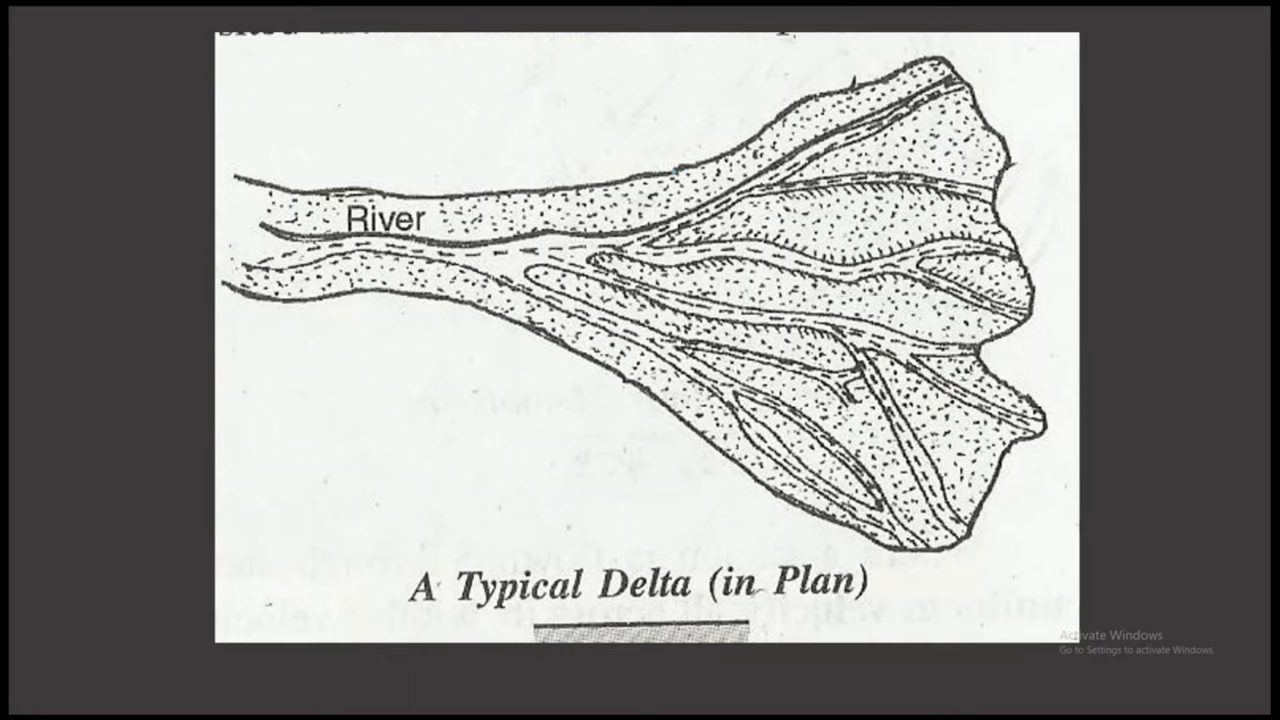 River
A Typical Delta (in Plan)
Activate Windows
Go to Settings to activate Windows.